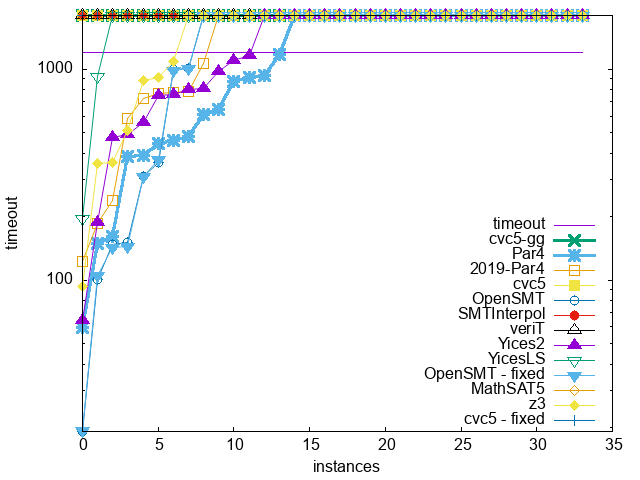 1000
100
timeout
timeout
cvc5-gg
Par4
2019-Par4
cvc5
OpenSMT
SMTInterpol
veriT
Yices2
YicesLS
OpenSMT - fixed
MathSAT5
z3
cvc5 - fixed
0 5 10 15 20 25 30 35
instances